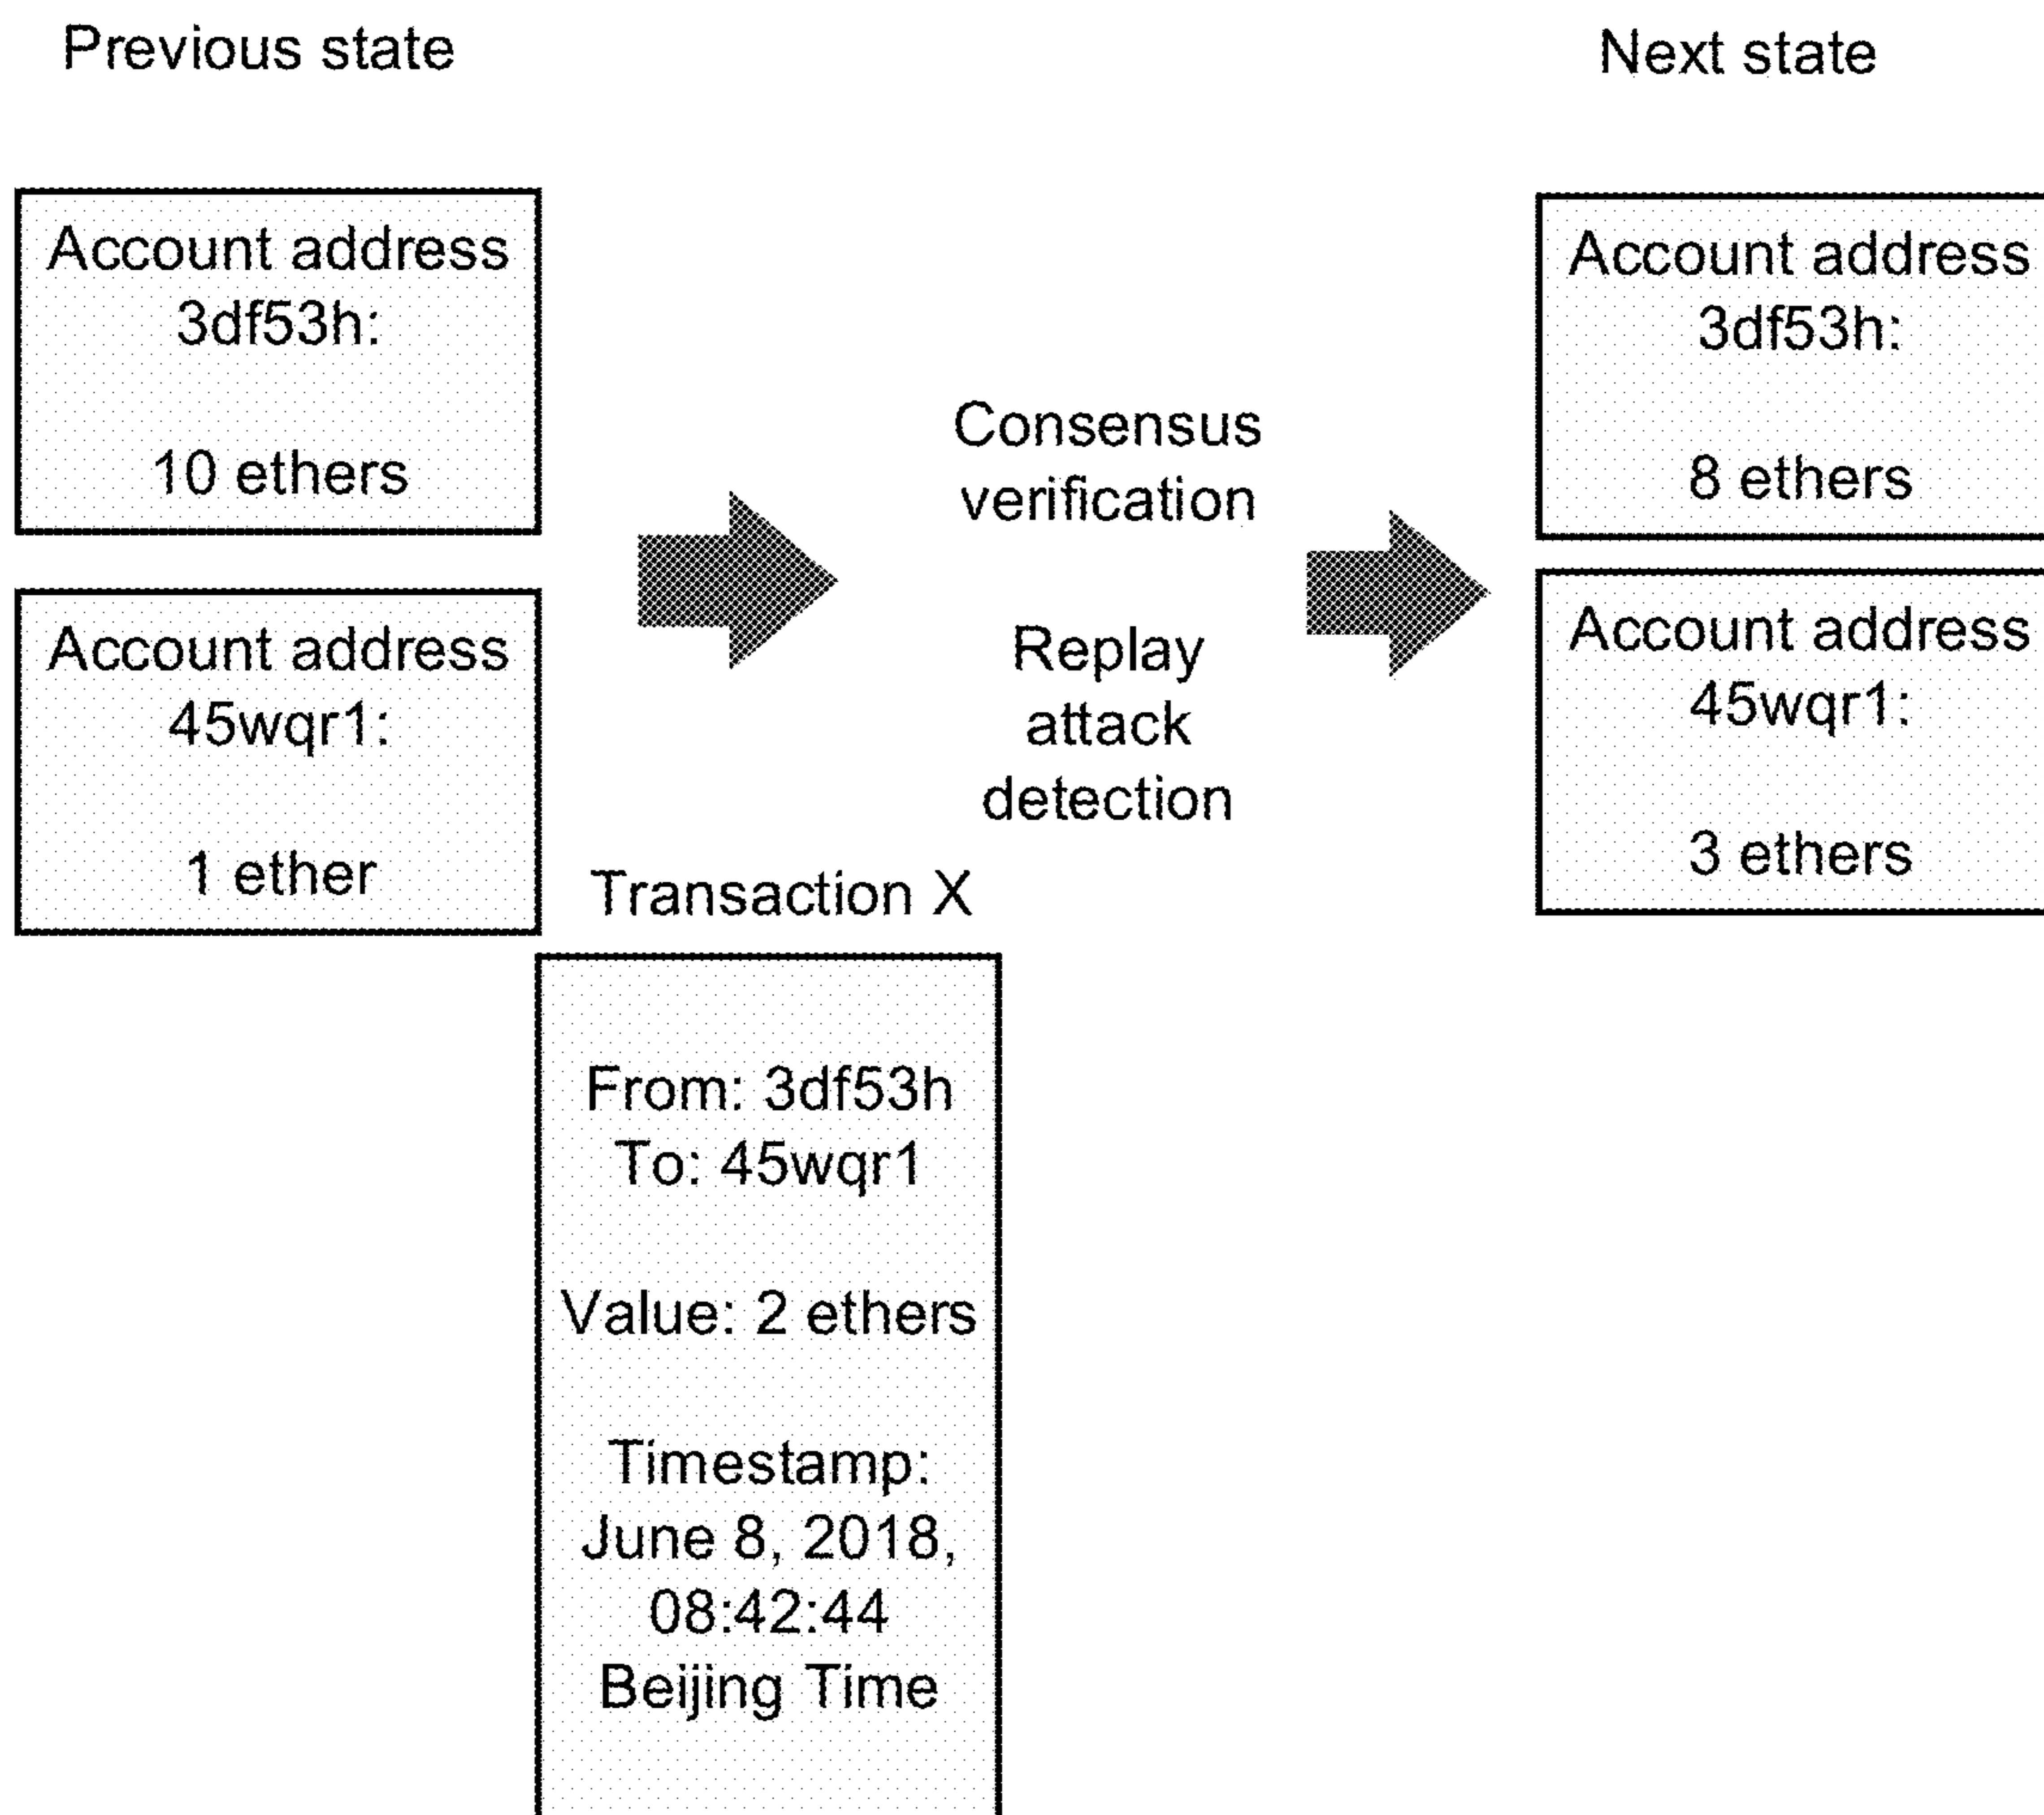 Previous state
Next state
Account address
3df53h:
10 ethers
Account address
45wqr1:
1 ether
Consensus
verification
Replay
attack
detection
Account address
3df53h:
8 ethers
Account address
45wqr1:
3 ethers
Transaction X
From: 3df53h
To: 45wqr1
Value: 2 ethers
Timestamp:
June 8, 2018,
08:42:44
Beijing Time